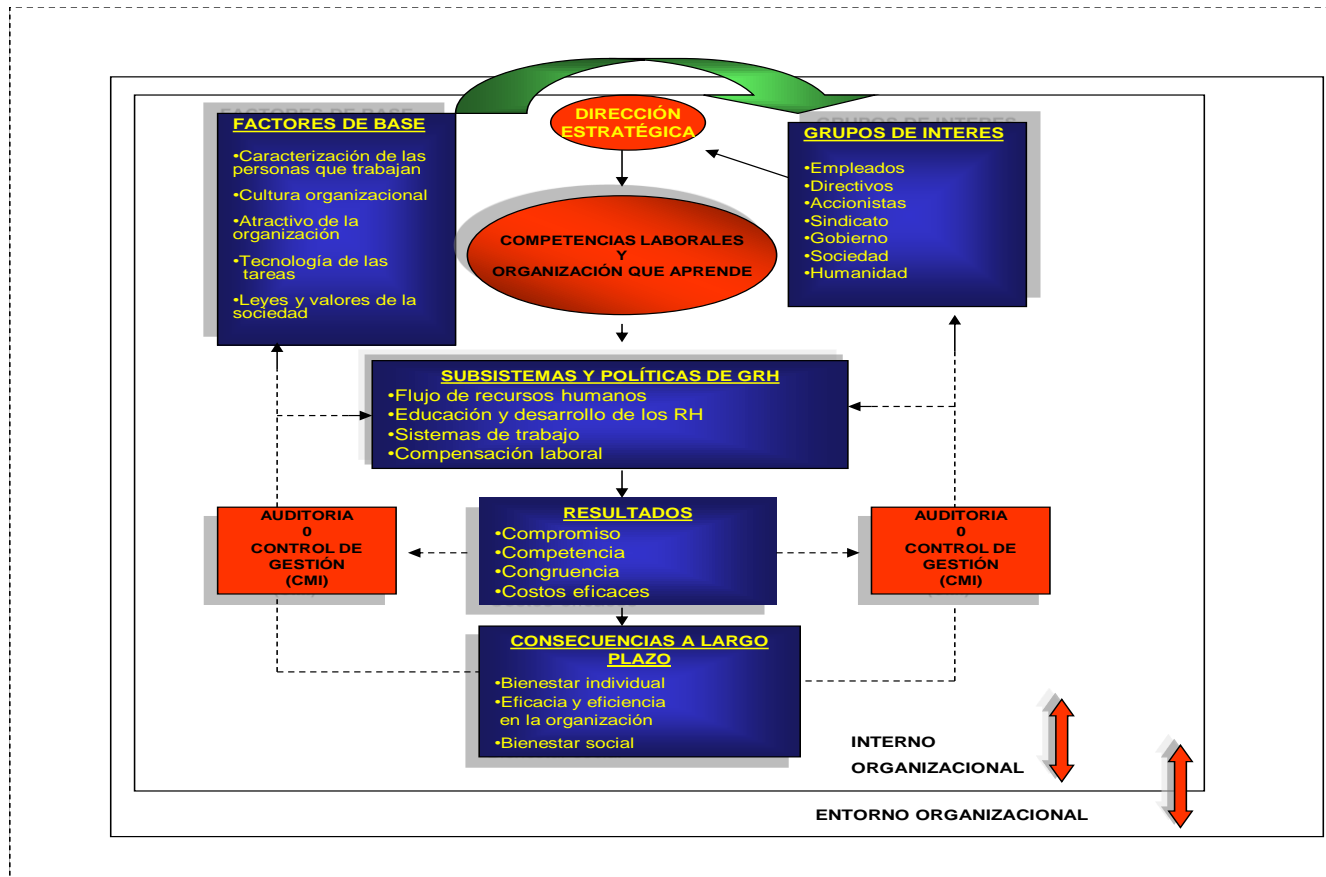 FACTORES DE BASE
•Caracterización de las
personas que trabajan
•Cultura organizacional
•Atractivo de la
organización
•Tecnología de las
tareas
•Leyes y valores de la
sociedad
DIRECCIÓN
ESTRATÉGICA
GRUPOS DE INTERES
•Empleados
•Directivos
•Accionistas
•Sindicato
•Gobierno
•Sociedad
•Humanidad
COMPETENCIAS LABORALES
Y
ORGANIZACIÓN QUE APRENDE
SUBSISTEMAS Y POLÍTICAS DE GRH
•Flujo de recursos humanos
•Educación y desarrollo de los RH
•Sistemas de trabajo
•Compensación laboral
AUDITORIA
0
CONTROL DE
GESTIÓN
(CMI)
RESULTADOS
•Compromiso
•Competencia
•Congruencia
•Costos eficaces
AUDITORIA
0
CONTROL DE
GESTIÓN
(CMI)
CONSECUENCIAS A LARGO
PLAZO
•Bienestar individual
•Eficacia y eficiencia
en la organización
•Bienestar social
INTERNO
ORGANIZACIONAL
ENTORNO ORGANIZACIONAL